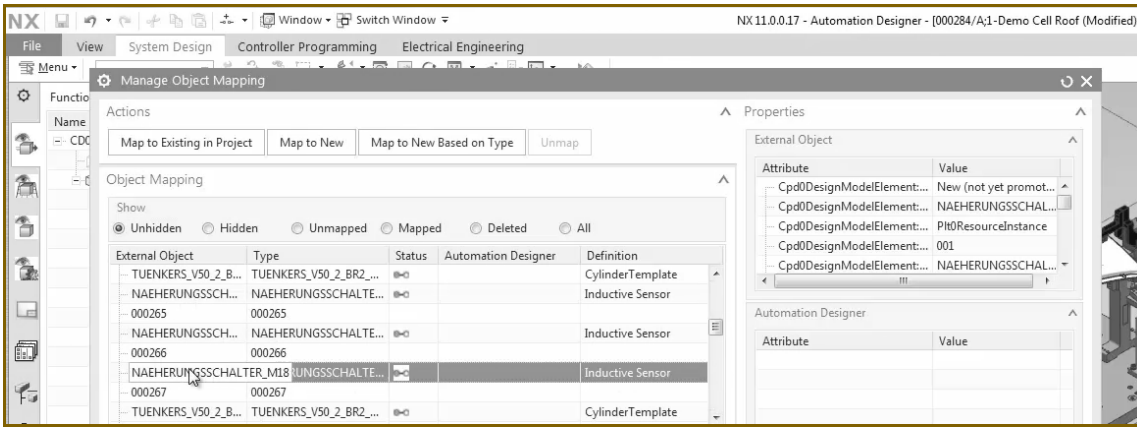 NX Window Switch Window NX 11.0.0.17 - Automation Designer - [000284/A;1-Demo Cell Roof (Modified)
File View System Design Controller Programming Electrical Engineering
Menu
Manage Object Mapping
Functio
Name
CD0
Actions
Map to Existing in Project Map to New Map to New Based on Type Unmap
Object Mapping
Show
Unhidden Hidden Unmapped Mapped Deleted All
External Object Type Status Automation Designer Definition
TUENKERS_V50_2_B... TUENKERS_V50_2_BR2_... CylinderTemplate
NAEHERUNGSSCH... NAEHERUNGSSCHALTE... Inductive Sensor
000265 000265
NAEHERUNGSSCH... NAEHERUNGSSCHALTE... Inductive Sensor
000266 000266
NAEHERUNGSSCHALTER_M18 RUNGSSCHALTE... Inductive Sensor
000267 000267
TUENKERS_V50_2_B... TUENKERS_V50_2_BR2_... CylinderTemplate
Properties
External Object
Attribute Value
Cpd0DesignModelElement:... New (not yet promot...
Cpd0DesignModelElement:... NAEHERUNGSSCHAL...
Cpd0DesignModelElement:... Plt0ResourceInstance
Cpd0DesignModelElement:... 001
Cpd0DesignModelElement:... NAEHERUNGSSCHAL...
Automation Designer
Attribute Value